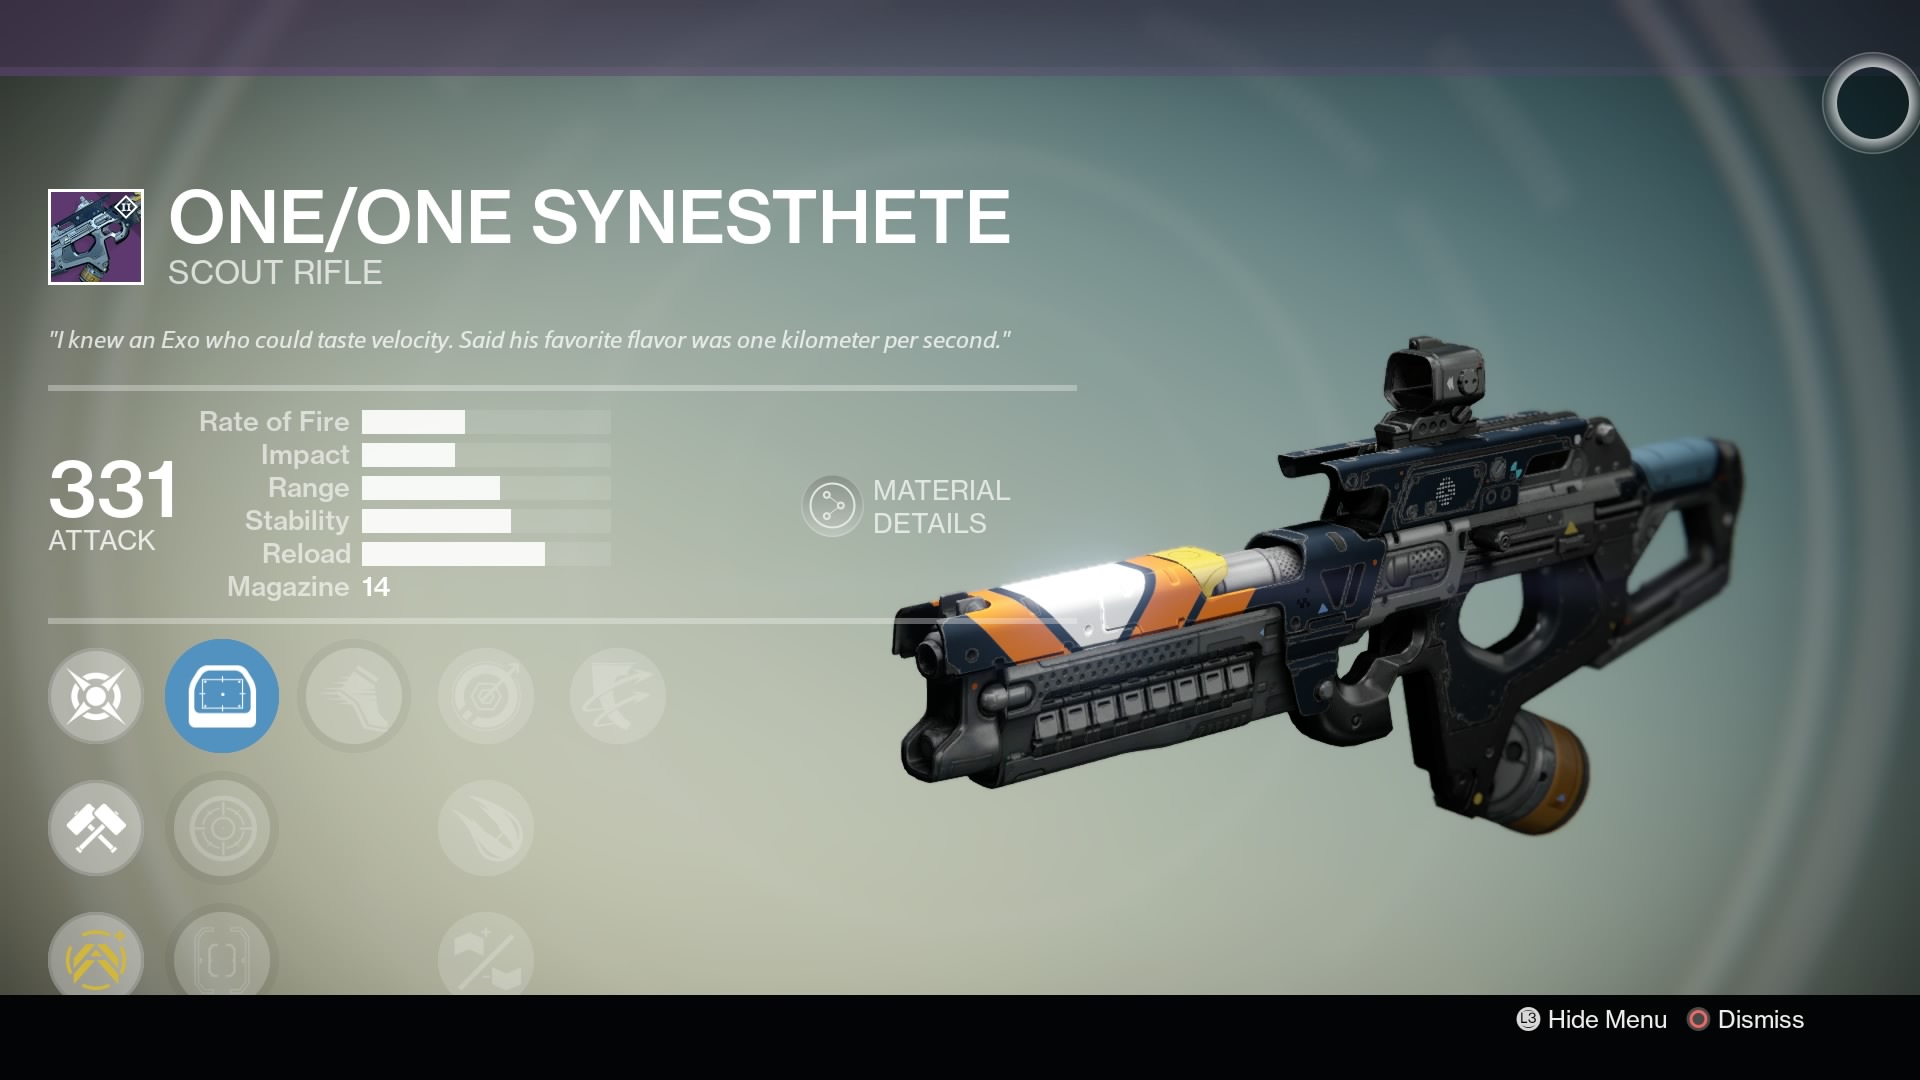 ONE/ONE SYNESTHETE
SCOUT RIFLE
"I knew an Exo who could taste velocity. Said his favorite flavor was one kilometer per second."
331
ATTACK
Rate of Fire
Impact
Range
Stability
Reload
Magazine 14
MATERIAL
DETAILS
L3 Hide Menu
Dismiss